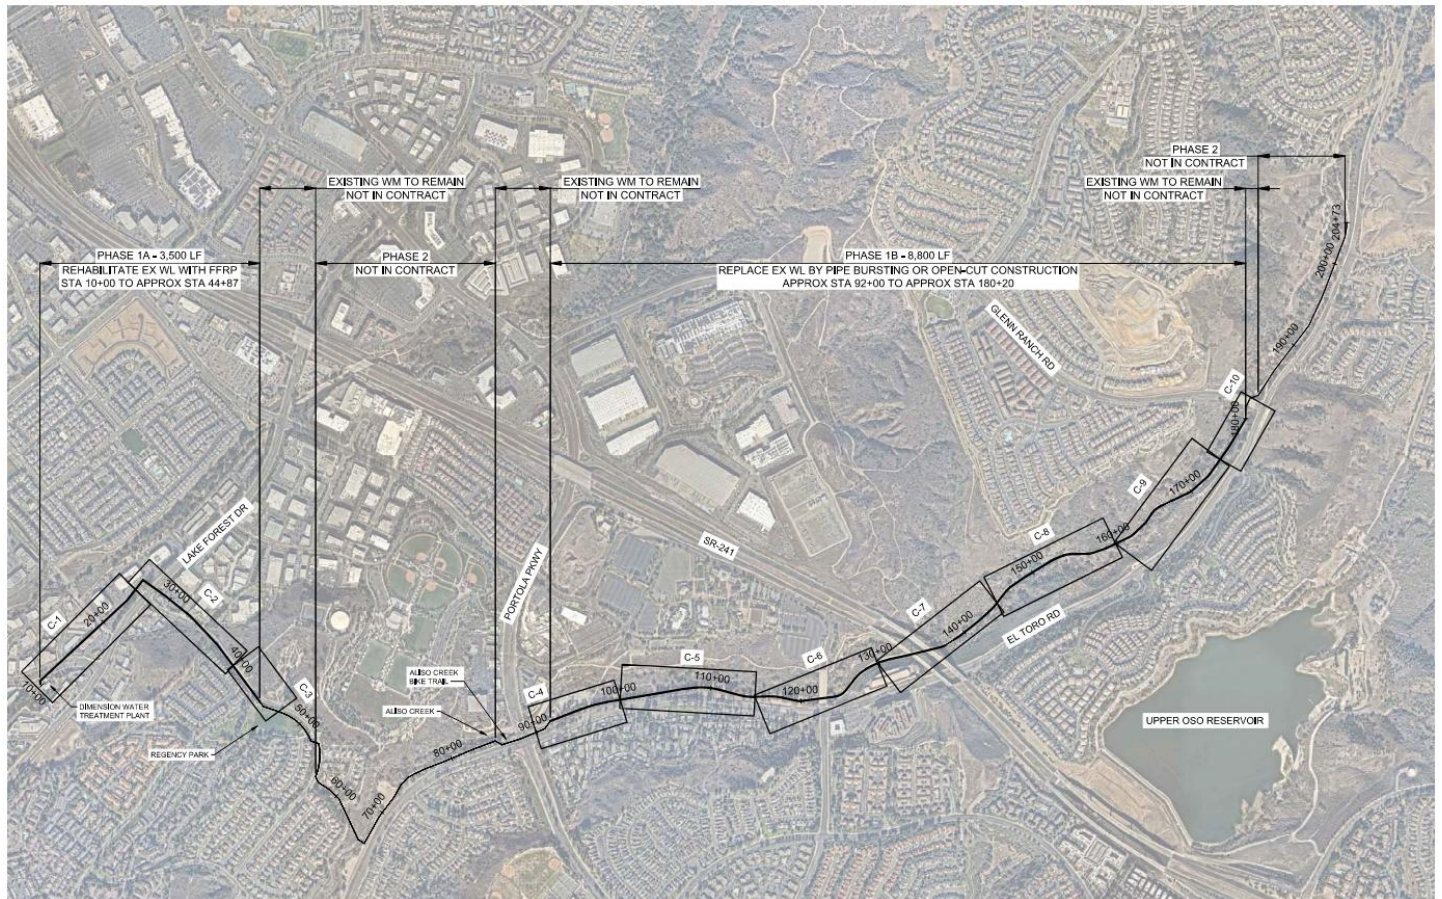 PHASE 2
NOT IN CONTRACT
EXISTING WM TO REMAIN
NOT IN CONTRACT
EXISTING WM TO REMAIN
NOT IN CONTRACT
EXISTING WM TO REMAIN
NOT IN CONTRACT
PHASE 1A - 3,500 LF
REHABILITATE EX WL WITH FFRP
STA 10+00 TO APPROX STA 44+87
PHASE 2
NOT IN CONTRACT
PHASE 1B - 8,800 LF
REPLACE EX WL BY PIPE BURSTING OR OPEN-CUT CONSTRUCTION
APPROX STA 92+00 TO APPROX STA 180+20
204+73
200+00
190+00
GLENN RANCH RD
C-10
180+00
C-9
170+00
C-8
160+00
150+00
SR-241
C-7
140+00
EL TORO RD
130+00
C-6
120+00
C-5
110+00
C-4
100+00
90+00
PORTOLA PKWY
LAKE FOREST DR
C-1
20+00
10+00
30+00
C-2
40+00
C-3
50+00
60+00
70+00
80+00
DIMENSION WATER
TREATMENT PLANT
REGENCY PARK
ALISO CREEK
BIKE TRAIL
ALISO CREEK
UPPER OSO RESERVOIR